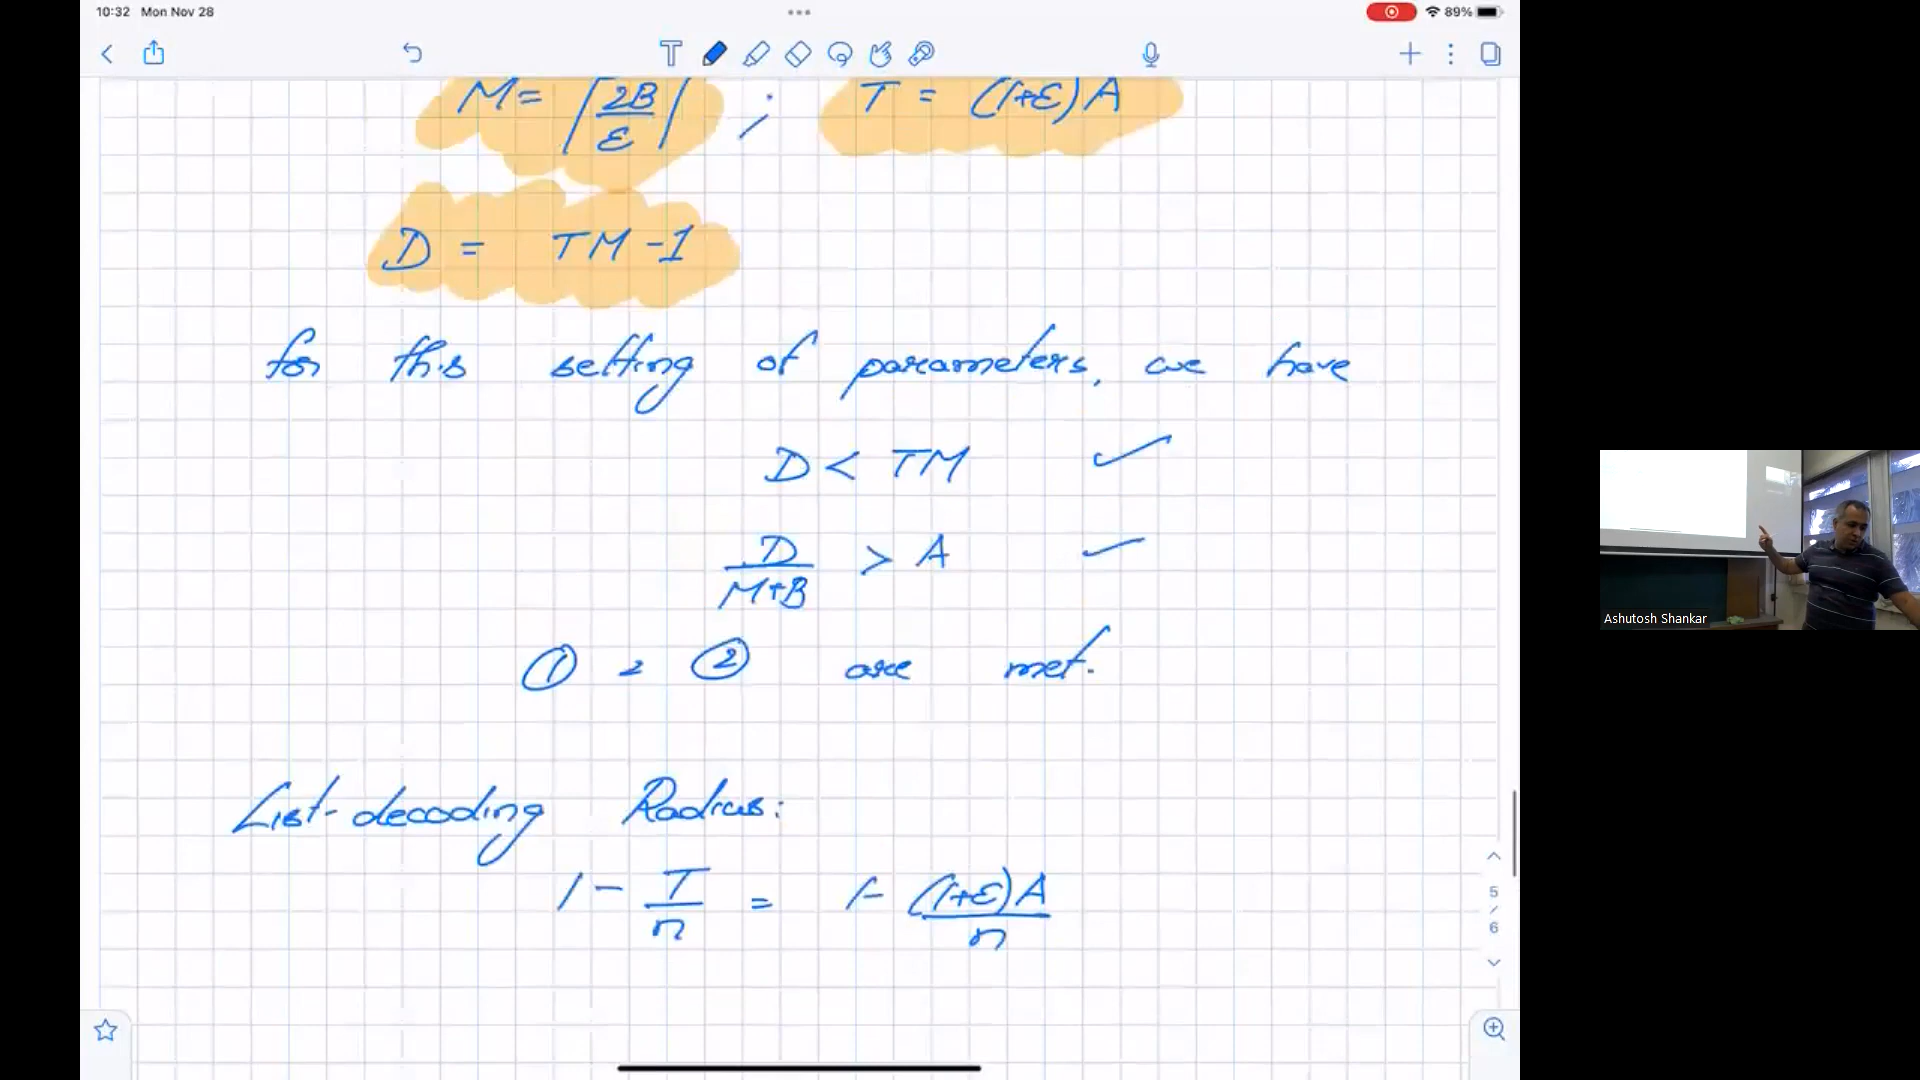 10:32 Mon Nov 28
89%
M = ⌈2B/ε⌉ ; T = (1+ε)A
D = TM-1
for this setting of parameters, we have
D < TM ✓
D/(M+B) > A ✓
① & ② are met.
Ashutosh Shankar
List-decoding Radius:
1 - T/n = 1 - (1+ε)A/n
5
/
6